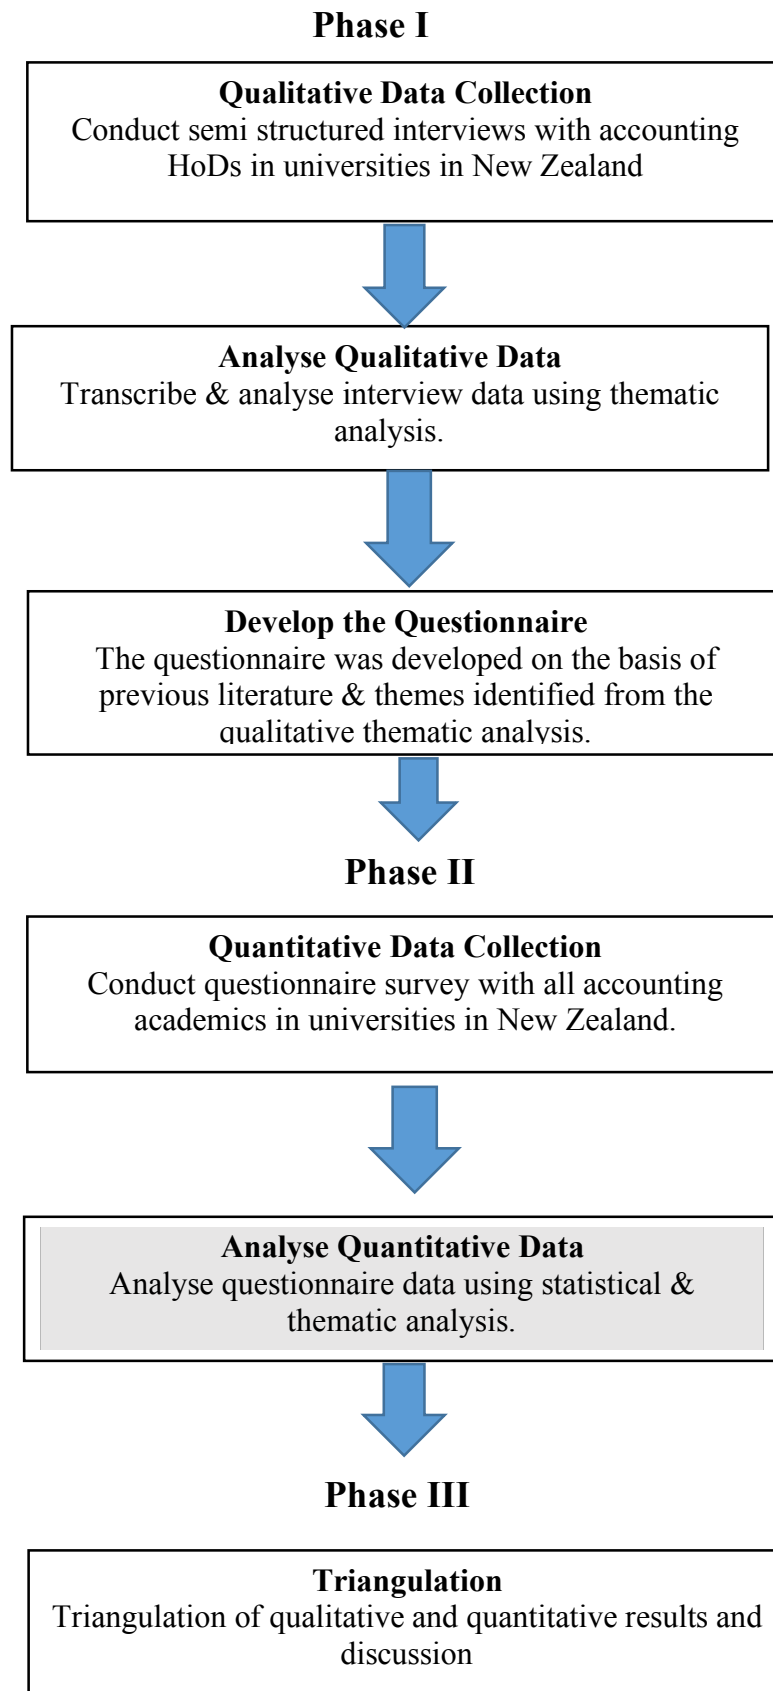 Phase I
Qualitative Data Collection
Conduct semi structured interviews with accounting
HoDs in universities in New Zealand
Analyse Qualitative Data
Transcribe & analyse interview data using thematic
analysis.
Develop the Questionnaire
The questionnaire was developed on the basis of
previous literature & themes identified from the
qualitative thematic analysis.
Phase II
Quantitative Data Collection
Conduct questionnaire survey with all accounting
academics in universities in New Zealand.
Analyse Quantitative Data
Analyse questionnaire data using statistical &
thematic analysis.
Phase III
Triangulation
Triangulation of qualitative and quantitative results and
discussion